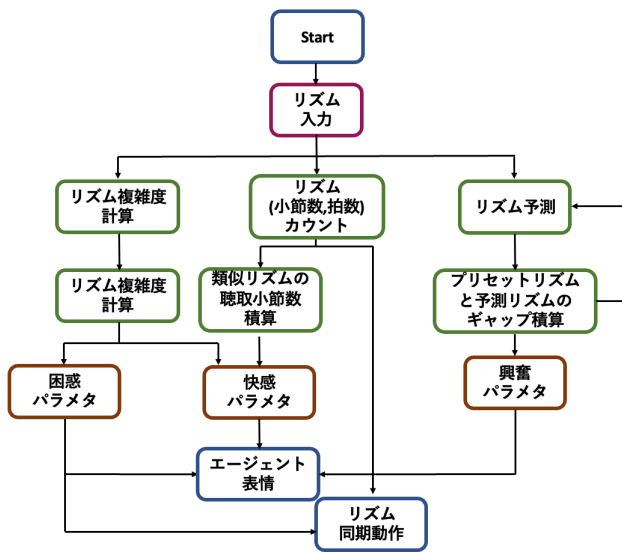 Start
リズム
入力
リズム複雑度
計算
リズム
(小節数,拍数)
カウント
リズム予測
リズム複雑度
計算
類似リズムの
聴取小節数
積算
プリセットリズム
と予測リズムの
ギャップ積算
困惑
パラメタ
快感
パラメタ
興奮
パラメタ
エージェント
表情
リズム
同期動作